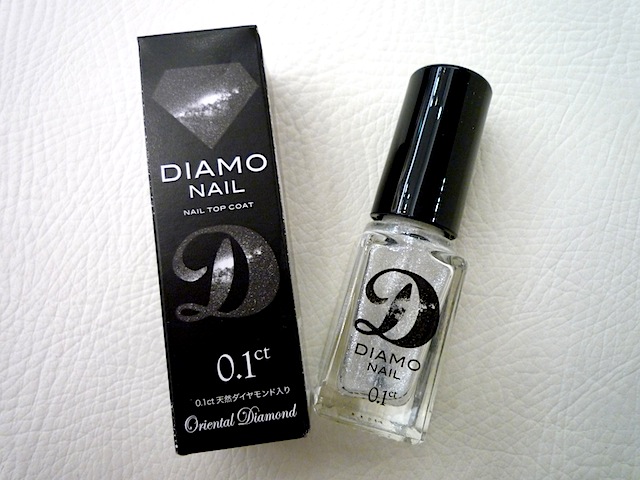 DIAMO
NAIL
NAIL TOP COAT
D
0.1ct
0.1ct 天然ダイヤモンド入り
Oriental Diamond
D
DIAMO
NAIL
0.1ct